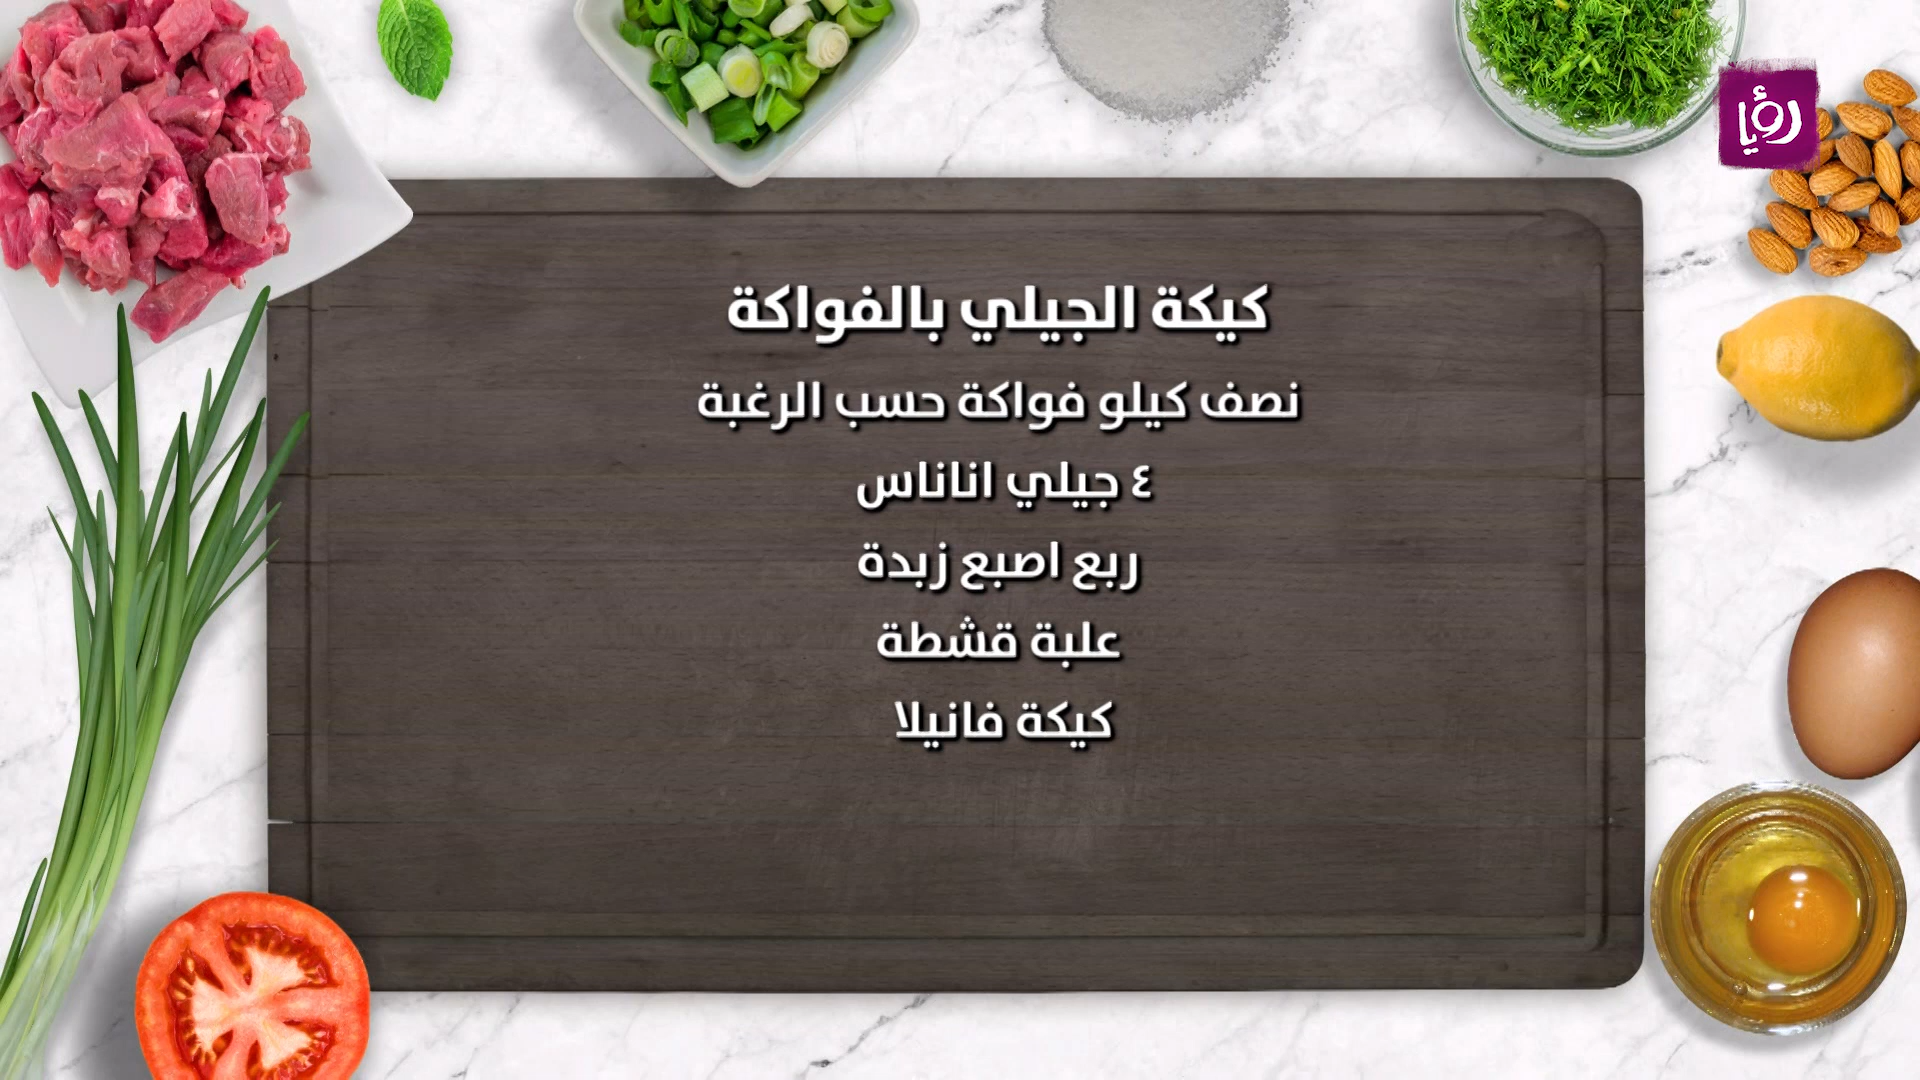 رؤيا
كيكة الجيلي بالفواكة
نصف كيلو فواكة حسب الرغبة
٤ جيلي اناناس
ربع اصبع زبدة
علبة قشطة
كيكة فانيلا